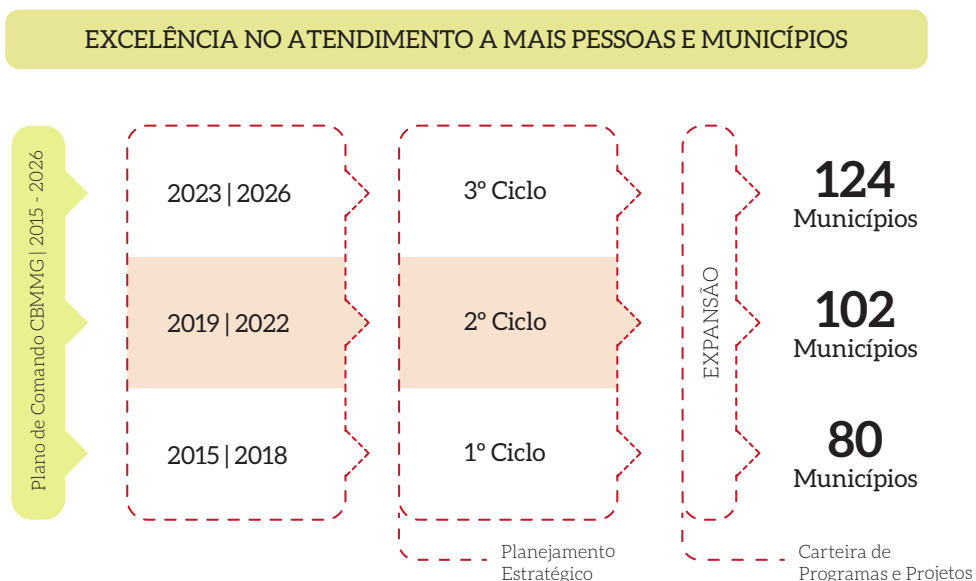 EXCELÊNCIA NO ATENDIMENTO A MAIS PESSOAS E MUNICÍPIOS
Plano de Comando CBMMG | 2015 - 2026
2023 | 2026
3º Ciclo
124
Municípios
2019 | 2022
2º Ciclo
EXPANSÃO
102
Municípios
2015 | 2018
1º Ciclo
80
Municípios
Planejamento
Estratégico
Carteira de
Programas e Projetos